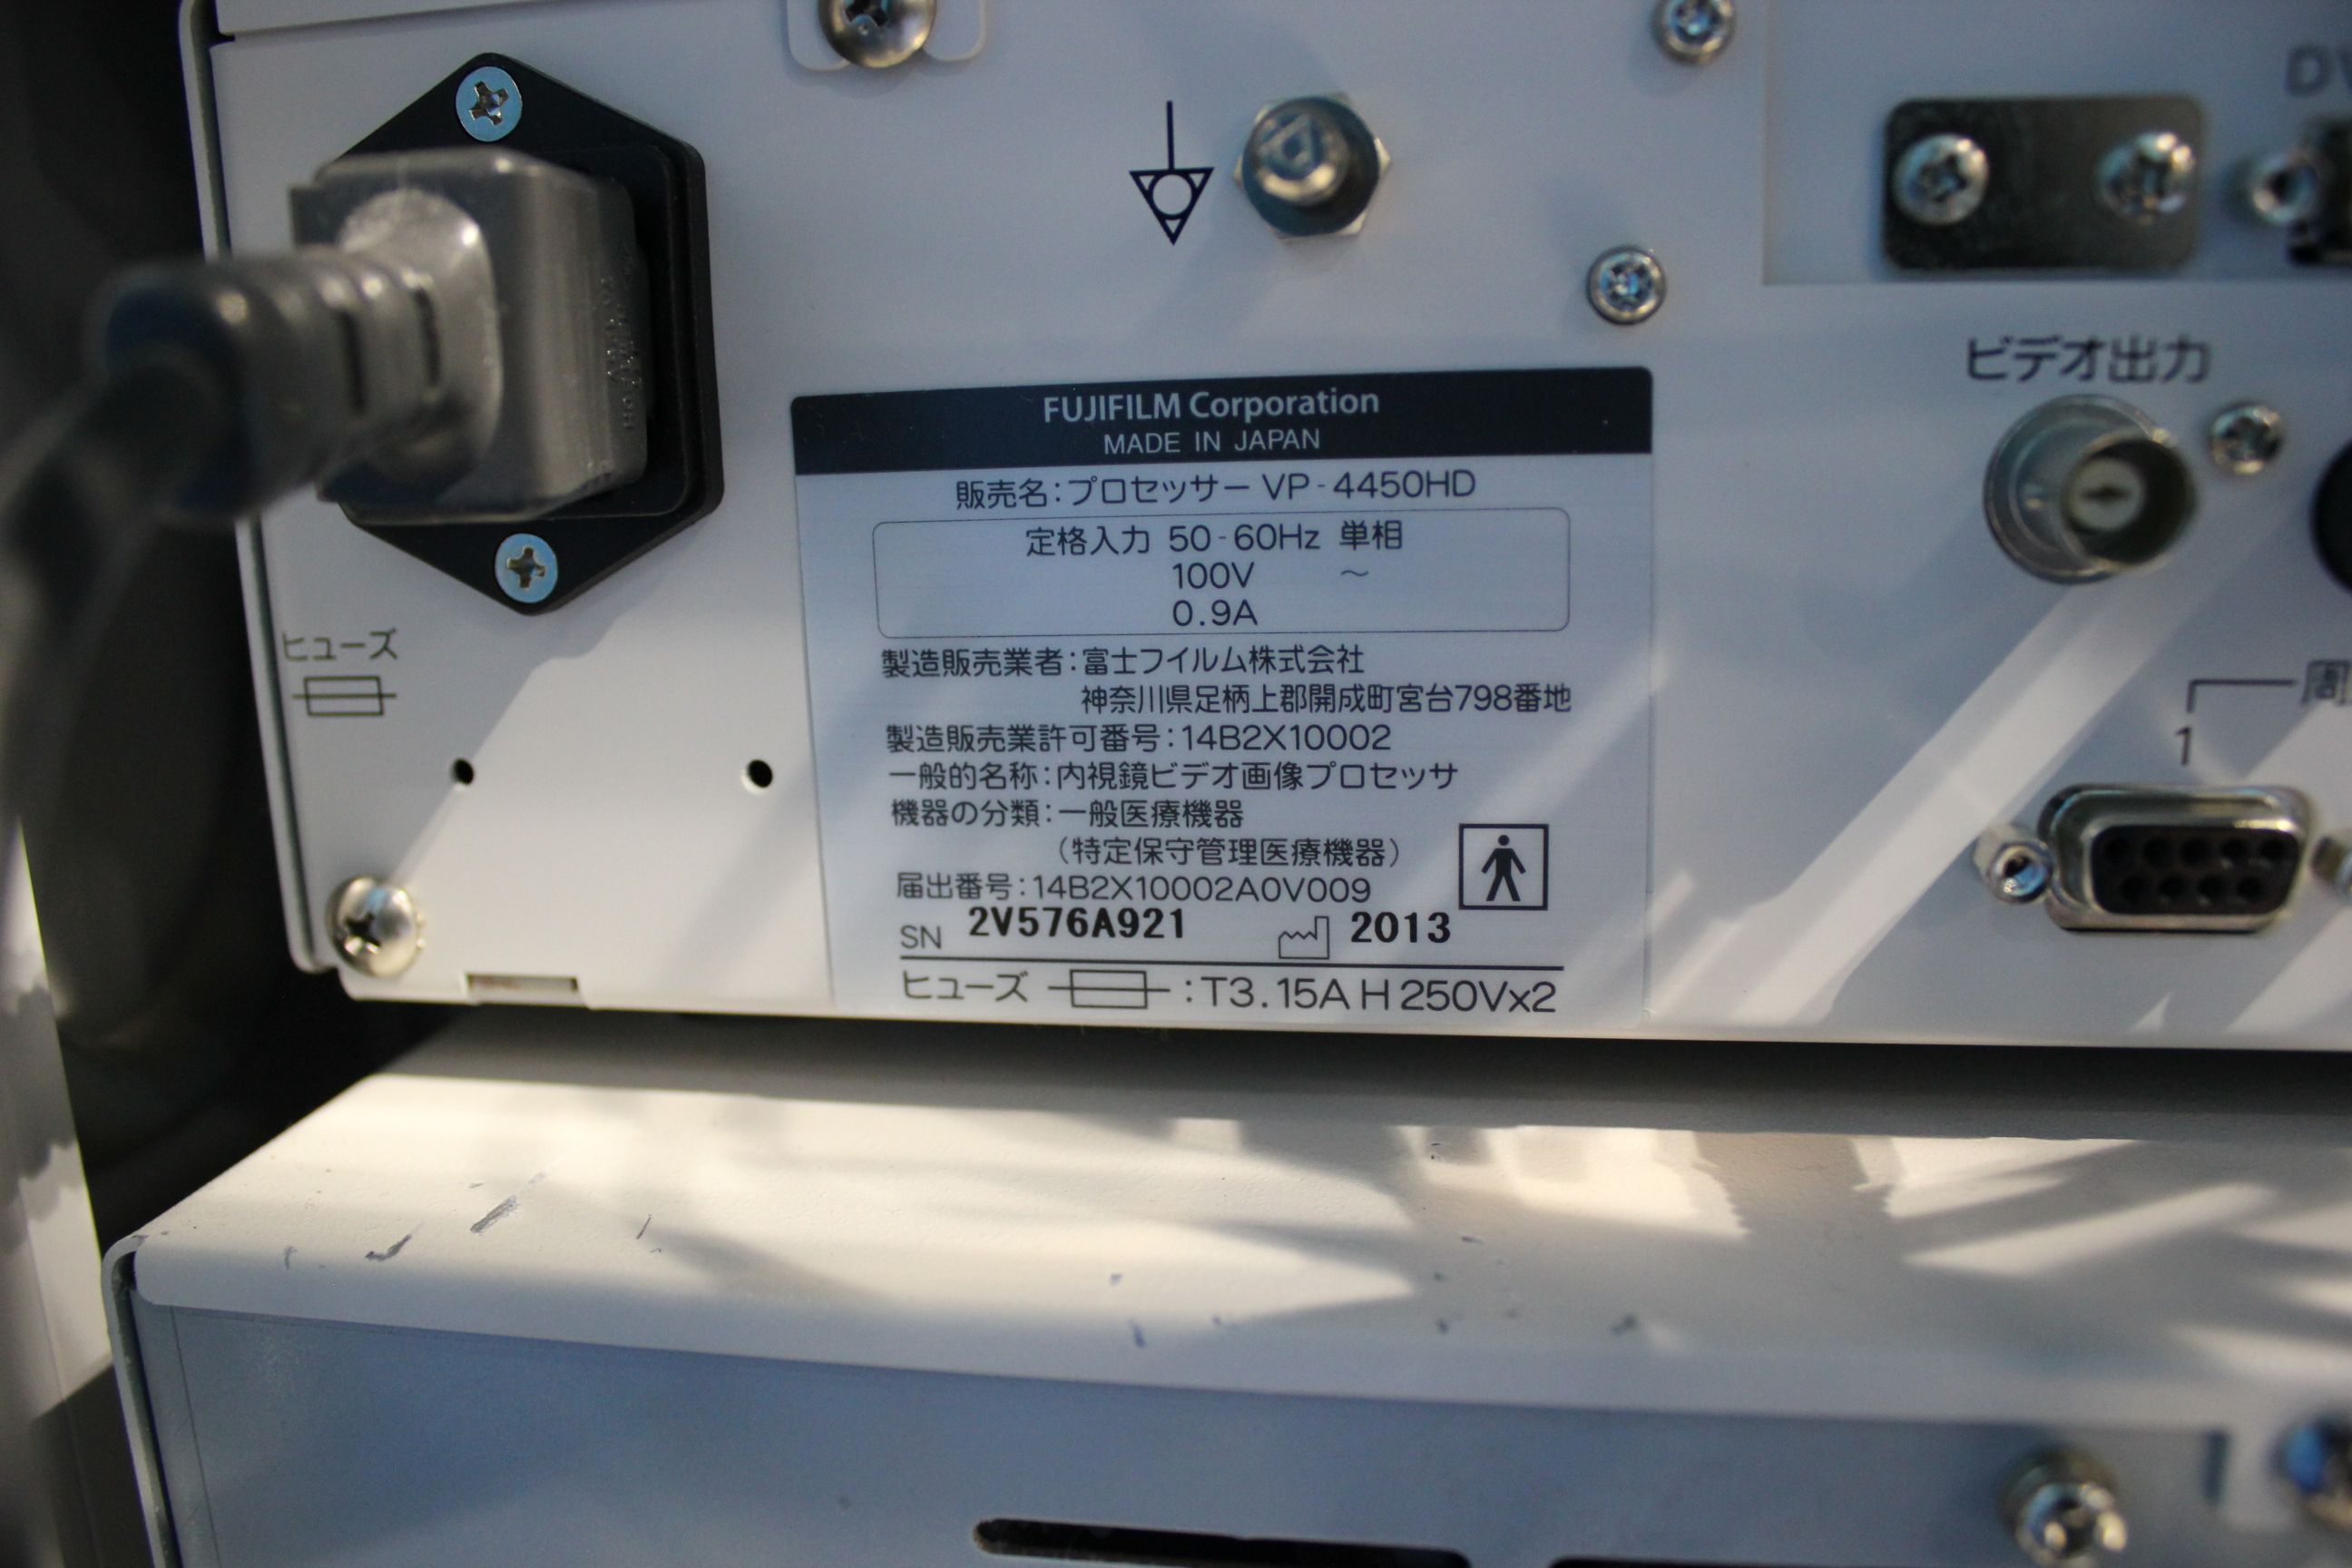 FUJIFILM Corporation
MADE IN JAPAN
販売名:プロセッサー VP-4450HD
定格入力 50-60Hz 単相
100V ～
0.9A
製造販売業者:富士フイルム株式会社
神奈川県足柄上郡開成町宮台798番地
製造販売業許可番号:14B2X10002
一般的名称:内視鏡ビデオ画像プロセッサ
機器の分類:一般医療機器
(特定保守管理医療機器)
届出番号:14B2X10002A0V009
SN 2V576A921 2013
ヒューズ :T3.15A H 250Vx2
ヒューズ
ビデオ出力
1